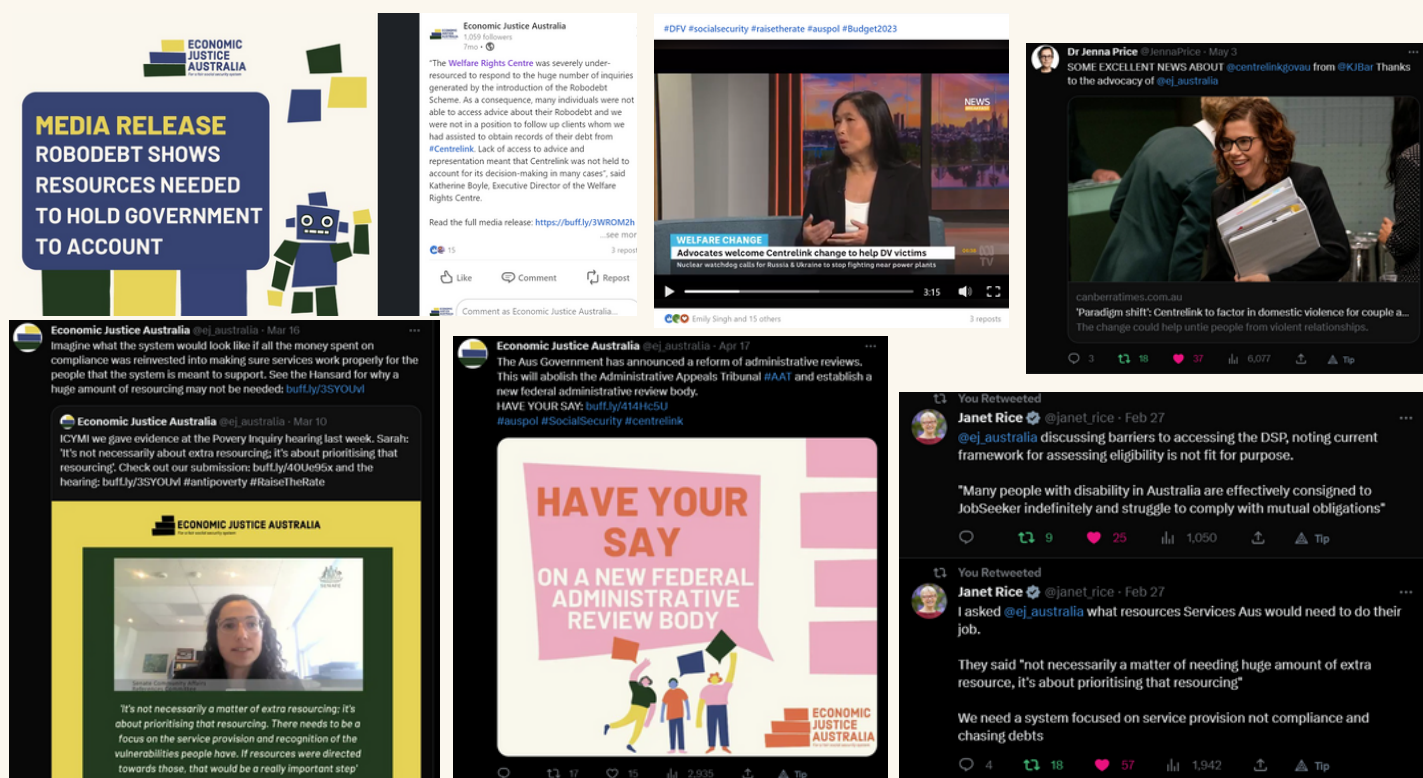 ECONOMIC
JUSTICE
AUSTRALIA
For a fair social security system
MEDIA RELEASE
ROBODEBT SHOWS
RESOURCES NEEDED
TO HOLD GOVERNMENT
TO ACCOUNT
Economic Justice Australia
1,059 followers
7mo •
"The Welfare Rights Centre was severely under-
resourced to respond to the huge number of inquiries
generated by the introduction of the Robodebt
Scheme. As a consequence, many individuals were not
able to access advice about their Robodebt and we
were not in a position to follow up clients whom we
had assisted to obtain records of their debt from
#Centrelink. Lack of access to advice and
representation meant that Centrelink was not held to
account for its decision-making in many cases", said
Katherine Boyle, Executive Director of the Welfare
Rights Centre.
Read the full media release: https://buff.ly/3WROM2h
...see mor
15
3 repost
Like
Comment
Repost
Comment as Economic Justice Australia...
#DFV #socialsecurity #raisetherate #auspol #Budget2023
NEWS
WELFARE CHANGE
Advocates welcome Centrelink change to help DV victims
Nuclear watchdog calls for Russia & Ukraine to stop fighting near power plants
TV
3:15
Emily Singh and 15 others
3 reposts
Dr Jenna Price @JennaPrice · May 3
SOME EXCELLENT NEWS ABOUT @centrelinkgovau from @KJBar Thanks
to the advocacy of @ej_australia
canberratimes.com.au
'Paradigm shift': Centrelink to factor in domestic violence for couple a...
The change could help untie people from violent relationships.
3
18
37
6,077
Tip
Economic Justice Australia @ej_australia · Mar 16
Imagine what the system would look like if all the money spent on
compliance was reinvested into making sure services work properly for the
people that the system is meant to support. See the Hansard for why a
huge amount of resourcing may not be needed: buff.ly/3SYOUvl
Economic Justice Australia @ej_australia · Mar 10
ICYMI we gave evidence at the Povery Inquiry hearing last week. Sarah:
'It's not necessarily about extra resourcing; it's about prioritising that
resourcing'. Check out our submission: buff.ly/40Ue95x and the
hearing: buff.ly/3SYOUvl #antipoverty #RaiseTheRate
ECONOMIC JUSTICE AUSTRALIA
For a fair social security system
Senate Community Affairs
References Committee
'It's not necessarily a matter of extra resourcing; it's
about prioritising that resourcing. There needs to be a
focus on the service provision and recognition of the
vulnerabilities people have. If resources were directed
towards those, that would be a really important step'
Economic Justice Australia @ej_australia · Apr 17
The Aus Government has announced a reform of administrative reviews.
This will abolish the Administrative Appeals Tribunal #AAT and establish a
new federal administrative review body.
HAVE YOUR SAY: buff.ly/414Hc5U
#auspol #SocialSecurity #centrelink
HAVE YOUR
SAY
ON A NEW FEDERAL
ADMINISTRATIVE
REVIEW BODY
ECONOMIC
JUSTICE
AUSTRALIA
For a fair social security system
17
15
2,935
Tip
You Retweeted
Janet Rice @janet_rice · Feb 27
@ej_australia discussing barriers to accessing the DSP, noting current
framework for assessing eligibility is not fit for purpose.
"Many people with disability in Australia are effectively consigned to
JobSeeker indefinitely and struggle to comply with mutual obligations"
9
25
1,050
Tip
You Retweeted
Janet Rice @janet_rice · Feb 27
I asked @ej_australia what resources Services Aus would need to do their
job.
They said "not necessarily a matter of needing huge amount of extra
resource, it's about prioritising that resourcing"
We need a system focused on service provision not compliance and
chasing debts
4
18
57
1,942
Tip